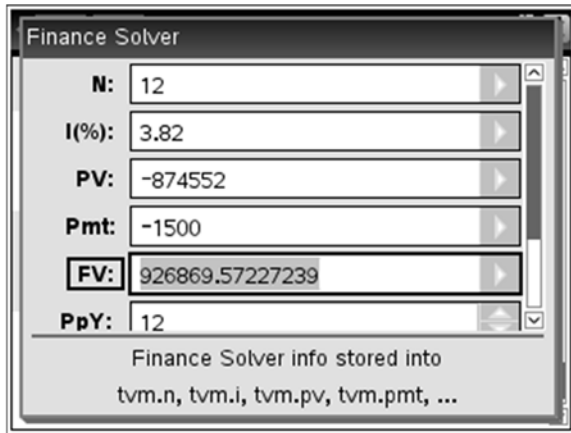 Finance Solver
N: 12
I(%): 3.82
PV: -874552
Pmt: -1500
FV: 926869.57227239
PpY: 12
Finance Solver info stored into
tvm.n, tvm.i, tvm.pv, tvm.pmt, ...